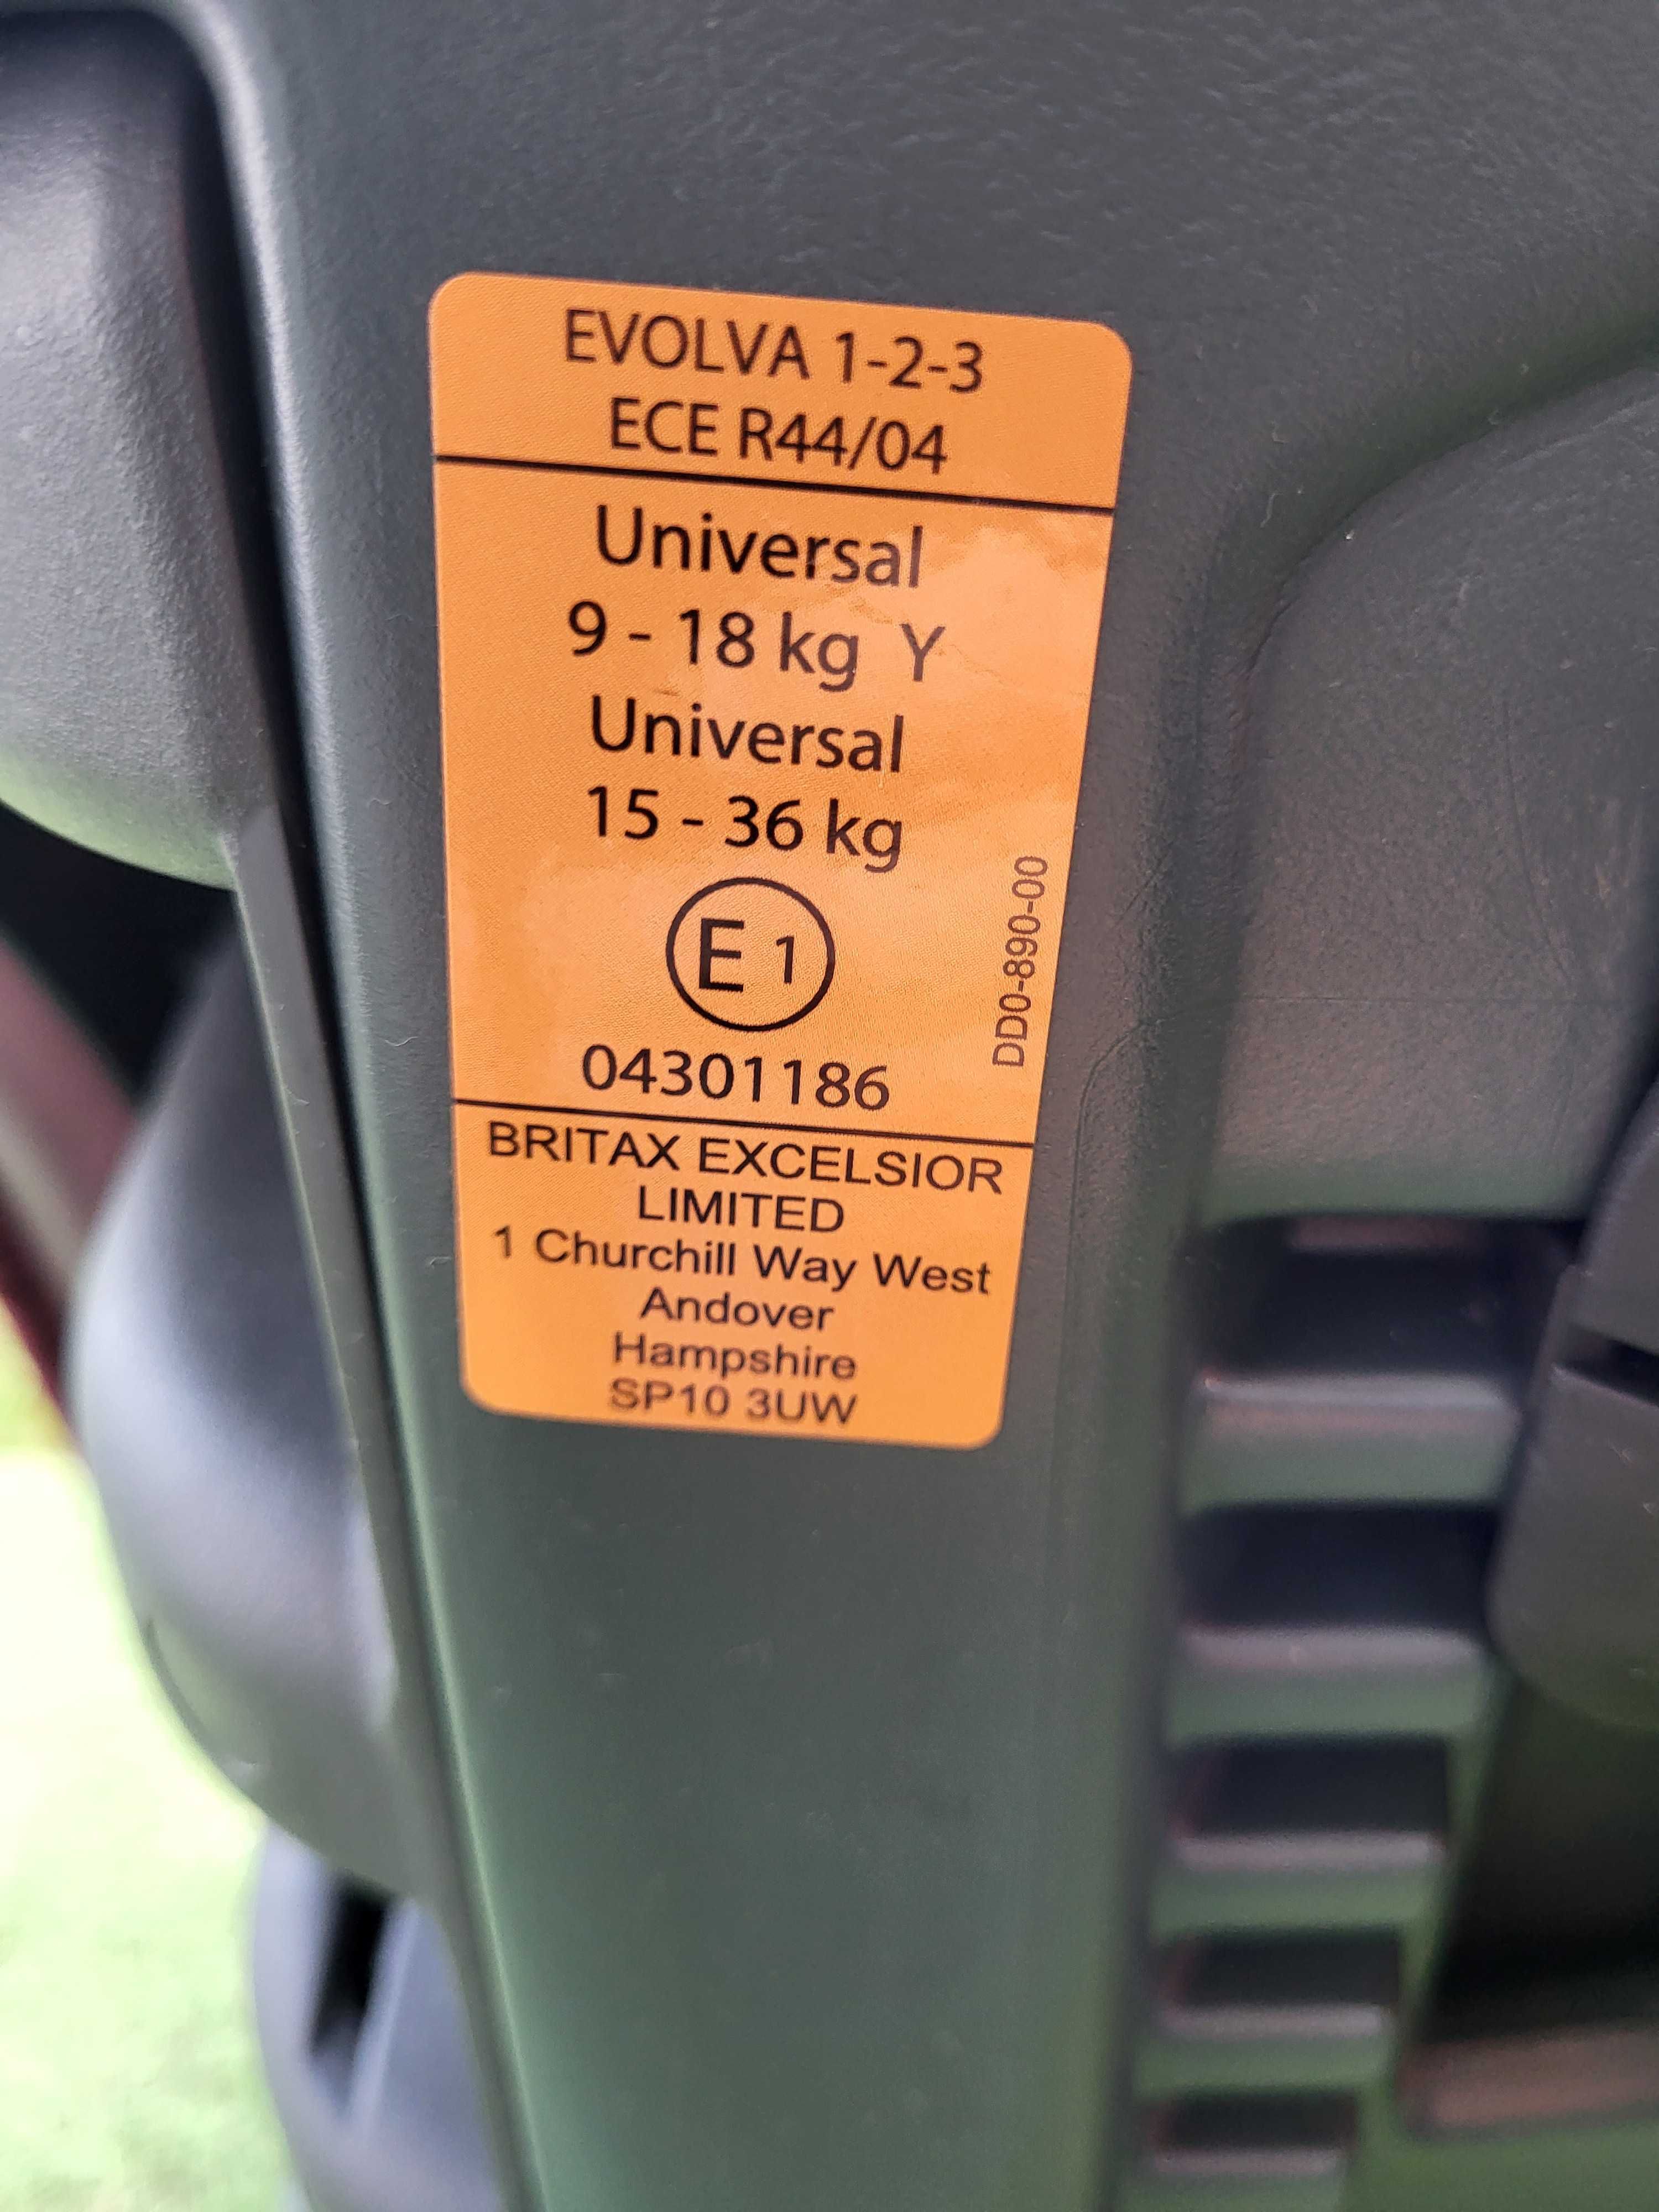 EVOLVA 1-2-3
ECE R44/04
Universal
9 - 18 kg Y
Universal
15 - 36 kg
E 1
04301186
DD0-890-00
BRITAX EXCELSIOR
LIMITED
1 Churchill Way West
Andover
Hampshire
SP10 3UW